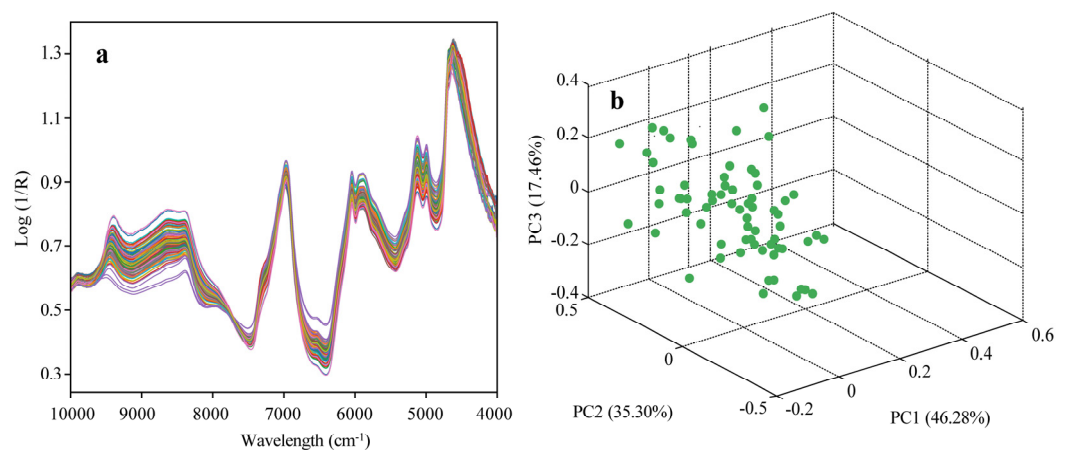 a
1.3
1.1
0.9
0.7
0.5
0.3
Log (1/R)
10000 9000 8000 7000 6000 5000 4000
Wavelength (cm-1)
b
0.4
0.2
0
-0.2
-0.4
PC3 (17.46%)
0.5
0
-0.5
PC2 (35.30%)
-0.2
0
0.2
0.4
0.6
PC1 (46.28%)